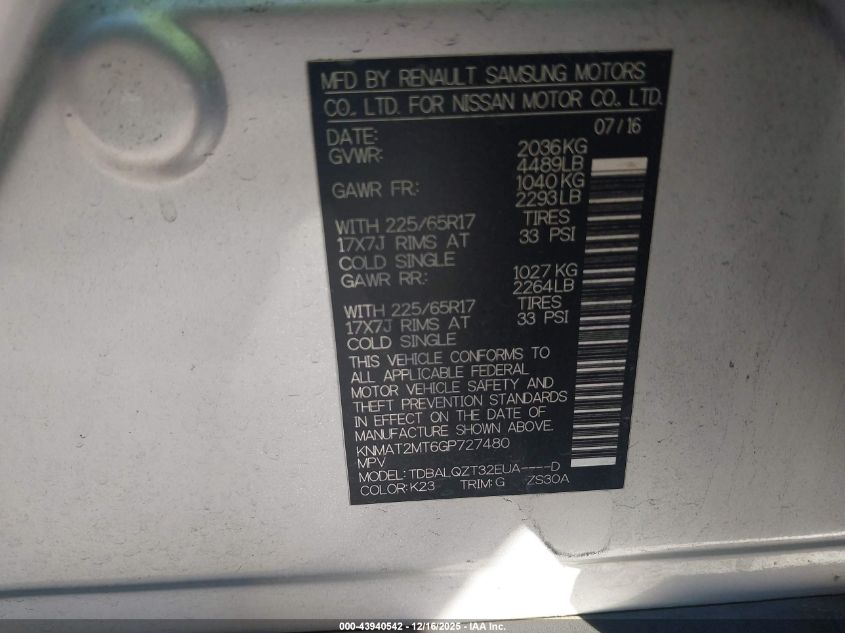 MFD BY RENAULT SAMSUNG MOTORS
CO., LTD. FOR NISSAN MOTOR CO., LTD.
DATE: 07/16
GVWR: 2036KG
4489LB
GAWR FR: 1040KG
2293LB
WITH 225/65R17 TIRES
17X7J RIMS AT 33 PSI
COLD SINGLE
GAWR RR: 1027KG
2264LB
WITH 225/65R17 TIRES
17X7J RIMS AT 33 PSI
COLD SINGLE
THIS VEHICLE CONFORMS TO
ALL APPLICABLE FEDERAL
MOTOR VEHICLE SAFETY AND
THEFT PREVENTION STANDARDS
IN EFFECT ON THE DATE OF
MANUFACTURE SHOWN ABOVE.
KNMAT2MT6GP727480
MPV
MODEL: TDBALQZT32EUA----D
COLOR: K23 TRIM: G ZS30A
000-43940542 - 12/16/2025 - © IAA Inc.